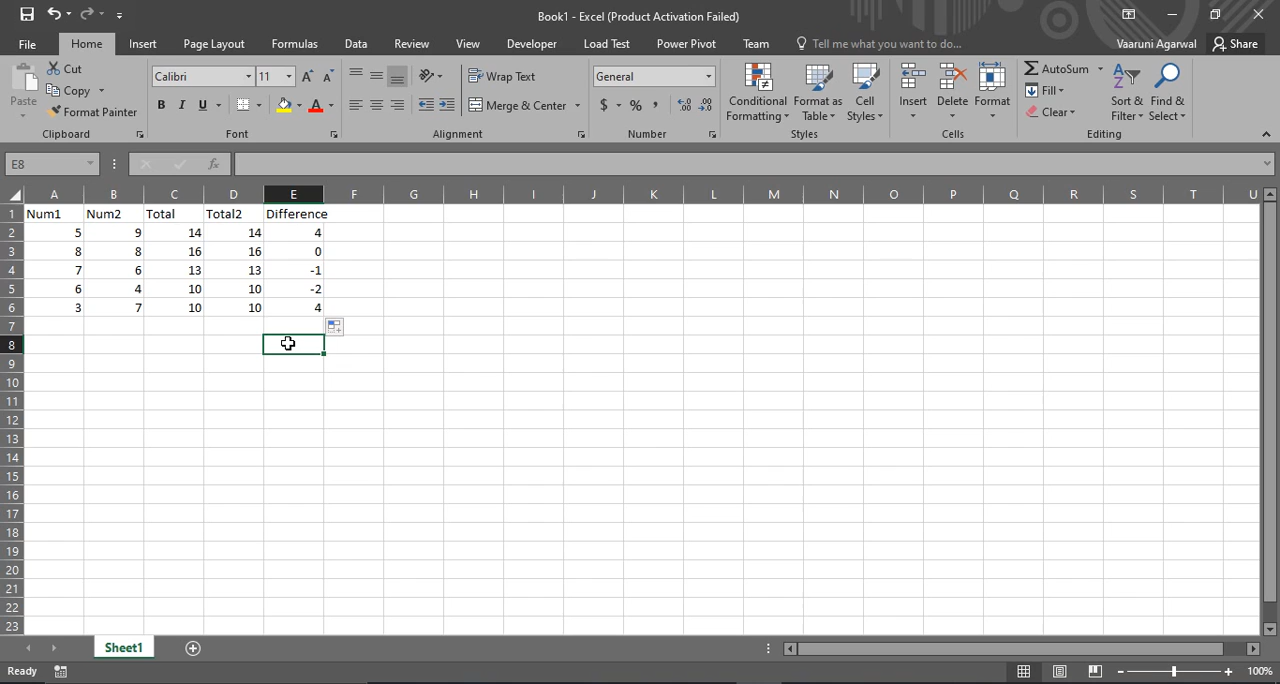 Book1 - Excel (Product Activation Failed)
File Home Insert Page Layout Formulas Data Review View Developer Load Test Power Pivot Team Tell me what you want to do... Vaaruni Agarwal Share
Paste Cut Copy Format Painter Clipboard
Calibri 11 B I U A Font
Wrap Text Merge & Center Alignment
General $ % , Number
Conditional Formatting Format as Table Cell Styles Styles
Insert Delete Format Cells
AutoSum Fill Clear Sort & Filter Find & Select Editing
E8 fx
A B C D E F G H I J K L M N O P Q R S T U
1 Num1 Num2 Total Total2 Difference
2 5 9 14 14 4
3 8 8 16 16 0
4 7 6 13 13 -1
5 6 4 10 10 -2
6 3 7 10 10 4
7
8
9
10
11
12
13
14
15
16
17
18
19
20
21
22
23
Sheet1
Ready 100%